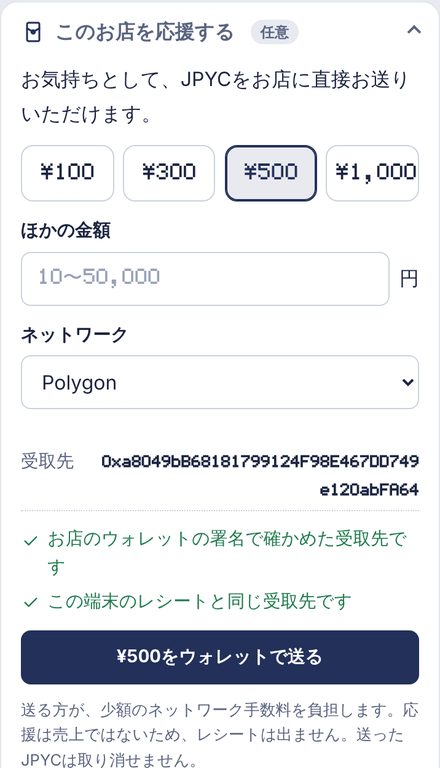 このお店を応援する 任意
お気持ちとして、JPYCをお店に直接お送り
いただけます。
¥100 ¥300 ¥500 ¥1,000
ほかの金額
10〜50,000 円
ネットワーク
Polygon
受取先 0xa8049bB68181799124F98E467DD749
e120abFA64
お店のウォレットの署名で確かめた受取先で
す
この端末のレシートと同じ受取先です
¥500をウォレットで送る
送る方が、少額のネットワーク手数料を負担します。応
援は売上ではないため、レシートは出ません。送った
JPYCは取り消せません。